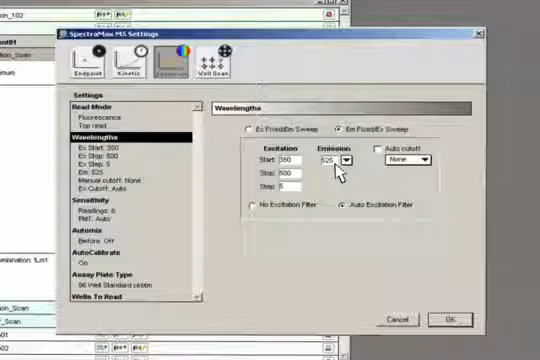 ion_102
SpectraMax M5 Settings
Endpoint
Kinetic
Spectrum
Well Scan
Settings
Read Mode
Fluorescence
Top read
Wavelengths
Ex Start: 350
Ex Stop: 500
Ex Step: 5
Em: 525
Manual cutoff: None
Ex Cutoff: Auto
Sensitivity
Readings: 6
PMT: Auto
Automix
Before: Off
AutoCalibrate
On
Assay Plate Type
96 Well Standard clrbtm
Wells To Read
Wavelengths
Ex Fixed/Em Sweep
Em Fixed/Ex Sweep
Excitation
Emission
Auto cutoff
Start: 350
525
None
Stop: 500
Step: 5
No Excitation Filter
Auto Excitation Filter
Cancel
OK